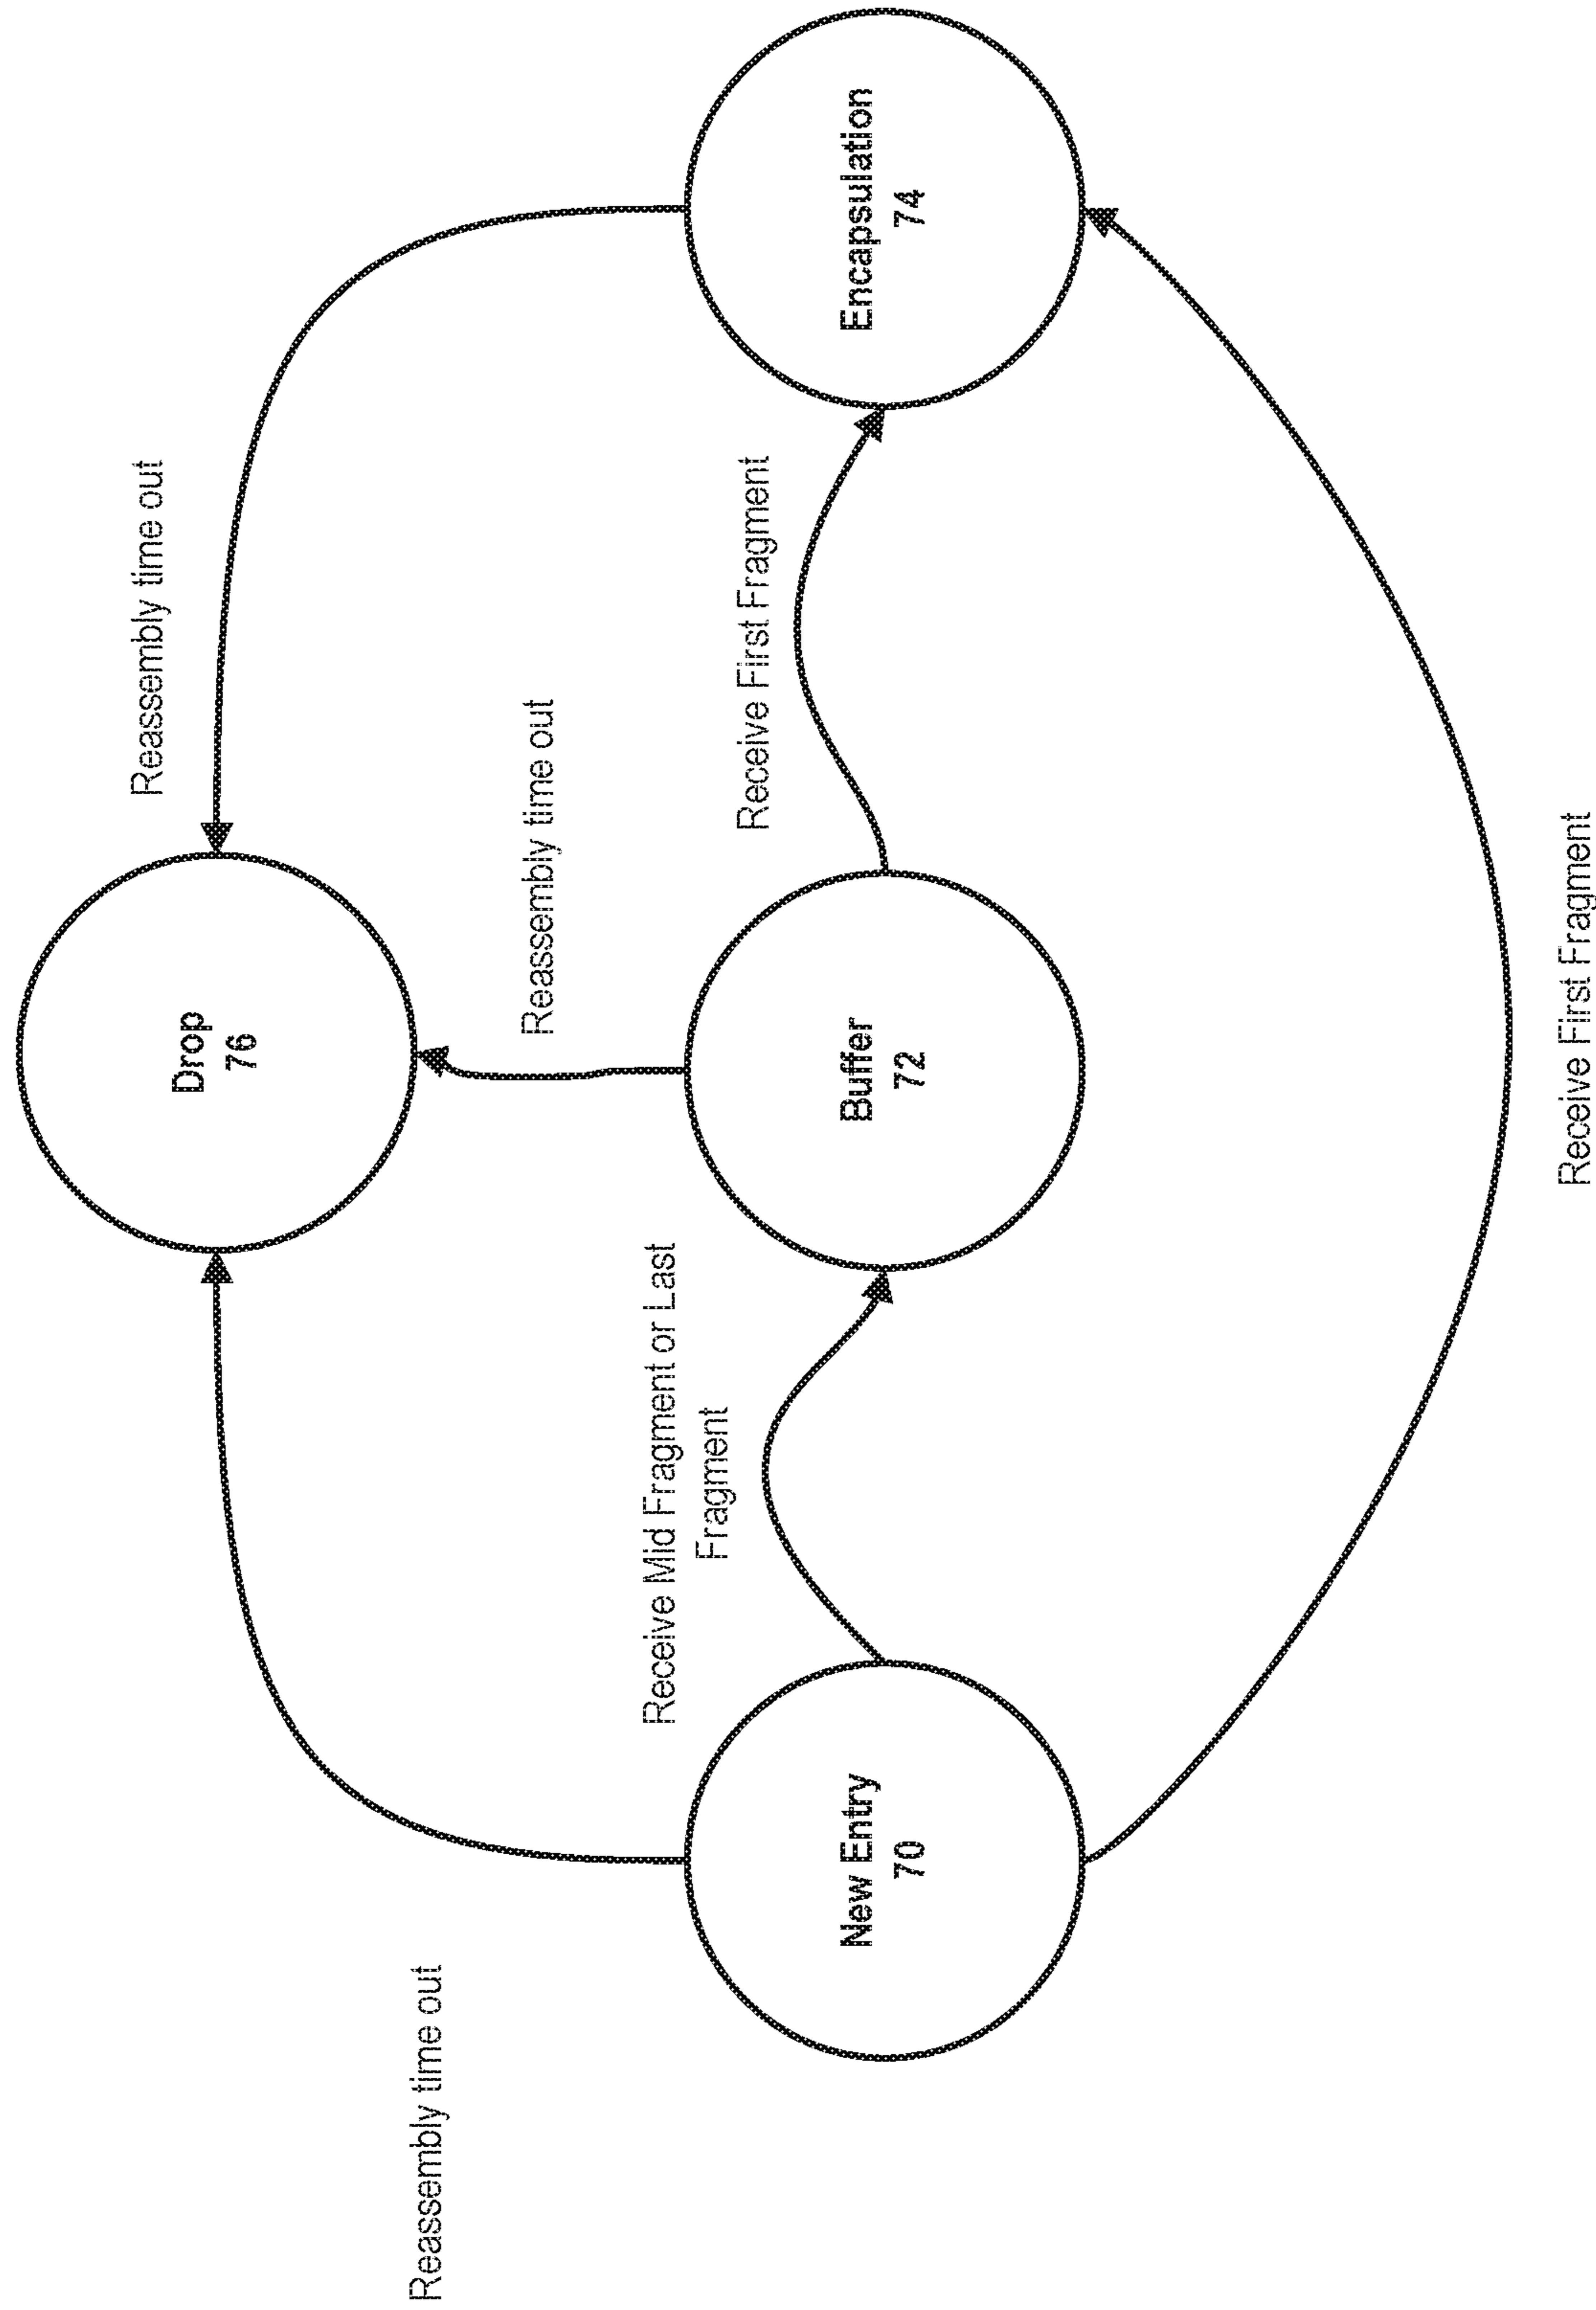 Reassembly time out
Drop
76
Reassembly time out
Reassembly time out
Receive Mid Fragment or Last
Fragment
Receive First Fragment
New Entry
70
Buffer
72
Encapsulation
74
Receive First Fragment